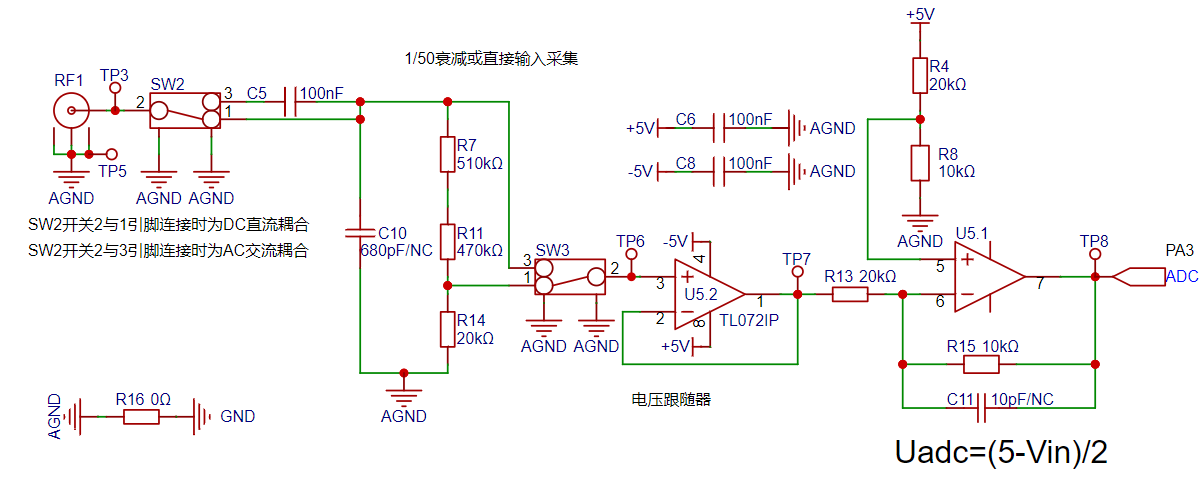 1/50衰减或直接输入采集
+5V
RF1
TP3
SW2
2
3
1
C5
100nF
TP5
AGND
AGND
AGND
SW2开关2与1引脚连接时为DC直流耦合
SW2开关2与3引脚连接时为AC交流耦合
R7
510kΩ
C10
680pF/NC
R11
470kΩ
R14
20kΩ
AGND
SW3
3
1
2
AGND
AGND
+5V
C6
100nF
AGND
-5V
C8
100nF
AGND
TP6
-5V
4
3
U5.2
2
8
1
TL072IP
+5V
TP7
电压跟随器
R4
20kΩ
R8
10kΩ
AGND
U5.1
5
6
7
R13 20kΩ
TP8
PA3
ADC
R15 10kΩ
C11
10pF/NC
AGND
R16 0Ω
GND
Uadc=(5-Vin)/2